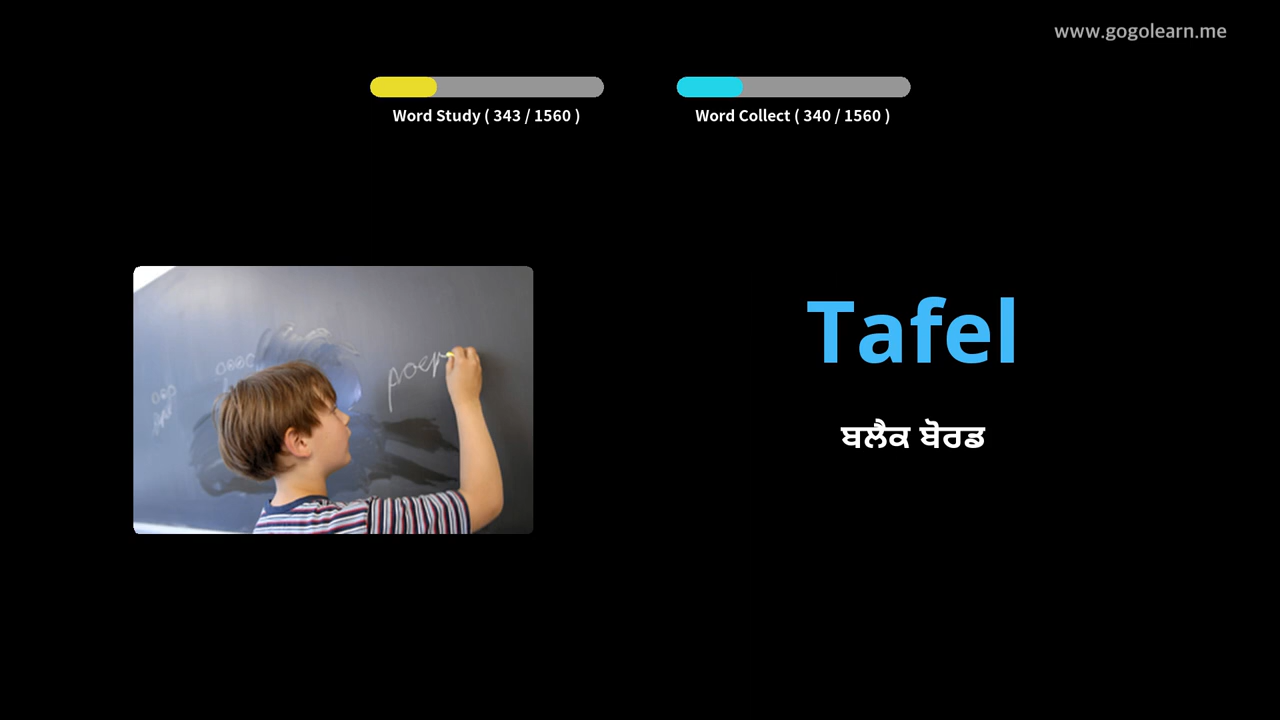 www.gogolearn.me
Word Study ( 343 / 1560 )
Word Collect ( 340 / 1560 )
Tafel
ਬਲੈਕ ਬੋਰਡ